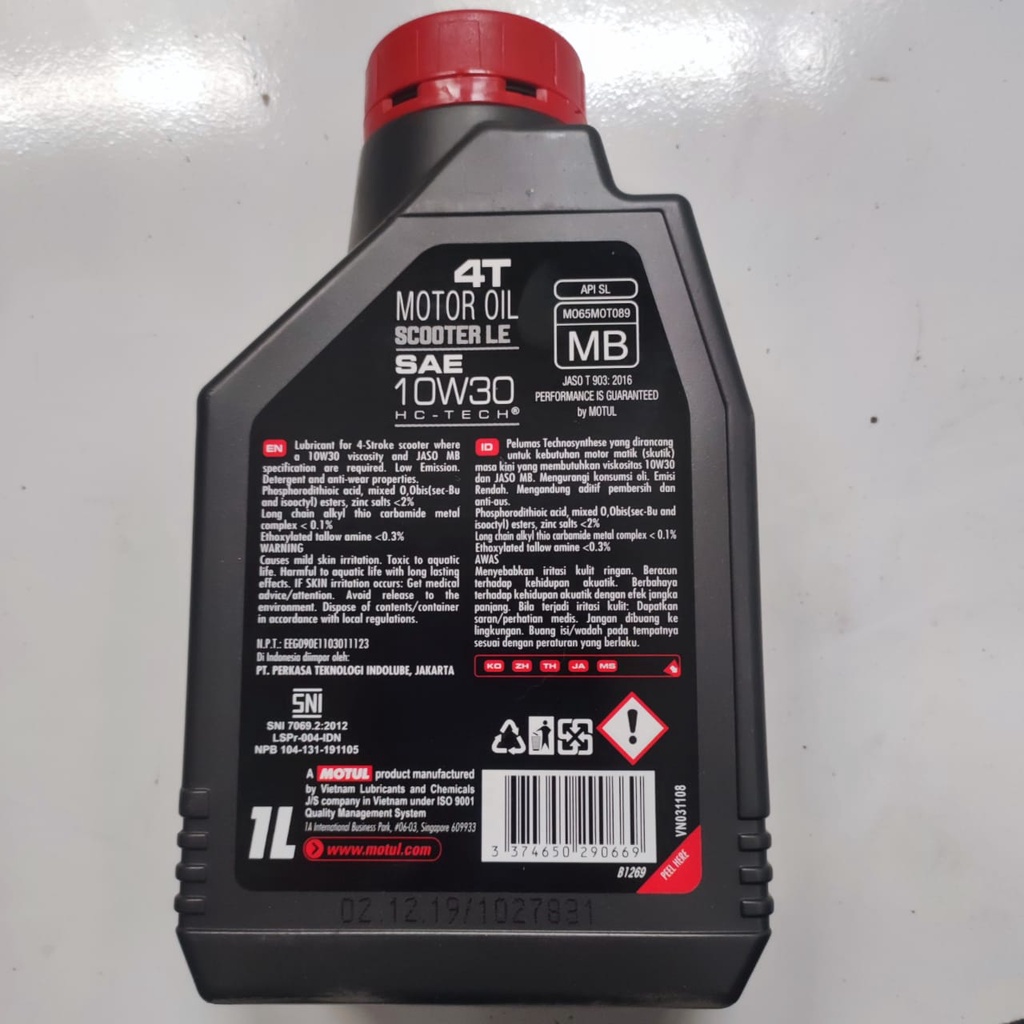 4T
MOTOR OIL
SCOOTER LE
SAE
10W30
HC-TECH®
API SL
MO65MOT089
MB
JASO T 903: 2016
PERFORMANCE IS GUARANTEED
by MOTUL
EN Lubricant for 4-Stroke scooter where
a 10W30 viscosity and JASO MB
specification are required. Low Emission.
Detergent and anti-wear properties.
Phosphorodithioic acid, mixed O,Obis(sec-Bu
and isooctyl) esters, zinc salts <2%
Long chain alkyl thio carbamide metal
complex < 0.1%
Ethoxylated tallow amine <0.3%
WARNING
Causes mild skin irritation. Toxic to aquatic
life. Harmful to aquatic life with long lasting
effects. IF SKIN irritation occurs: Get medical
advice/attention. Avoid release to the
environment. Dispose of contents/container
in accordance with local regulations.
ID Pelumas Technosynthese yang dirancang
untuk kebutuhan motor matik (skutik)
masa kini yang membutuhkan viskositas 10W30
dan JASO MB. Mengurangi konsumsi oli. Emisi
Rendah. Mengandung aditif pembersih dan
anti-aus.
Phosphorodithioic acid, mixed O,Obis(sec-Bu and
isooctyl) esters, zinc salts <2%
Long chain alkyl thio carbamide metal complex < 0.1%
Ethoxylated tallow amine <0.3%
AWAS
Menyebabkan iritasi kulit ringan. Beracun
terhadap kehidupan akuatik. Berbahaya
terhadap kehidupan akuatik dengan efek jangka
panjang. Bila terjadi iritasi kulit: Dapatkan
saran/perhatian medis. Jangan dibuang ke
lingkungan. Buang isi/wadah pada tempatnya
sesuai dengan peraturan yang berlaku.
N.P.T.: EEG090E1103011123
Di Indonesia diimpor oleh:
PT. PERKASA TEKNOLOGI INDOLUBE, JAKARTA
KO ZH TH JA MS
SNI
SNI 7069.2:2012
LSPr-004-IDN
NPB 104-131-191105
A MOTUL product manufactured
by Vietnam Lubricants and Chemicals
J/S company in Vietnam under ISO 9001
Quality Management System
1A International Business Park, #06-03, Singapore 609933
1L
www.motul.com
3 374650 290669
B1269
VN031108
PEEL HERE
02.12.19/1027831